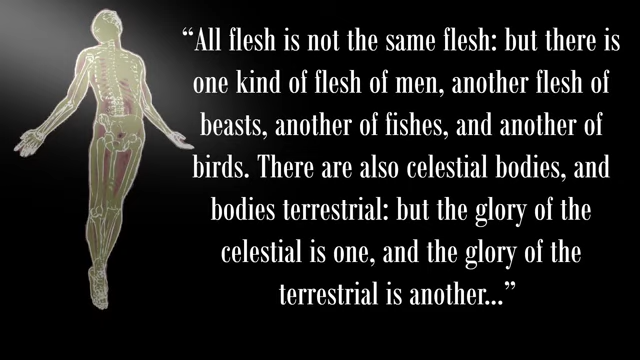 “All flesh is not the same flesh: but there is
one kind of flesh of men, another flesh of
beasts, another of fishes, and another of
birds. There are also celestial bodies, and
bodies terrestrial: but the glory of the
celestial is one, and the glory of the
terrestrial is another...”